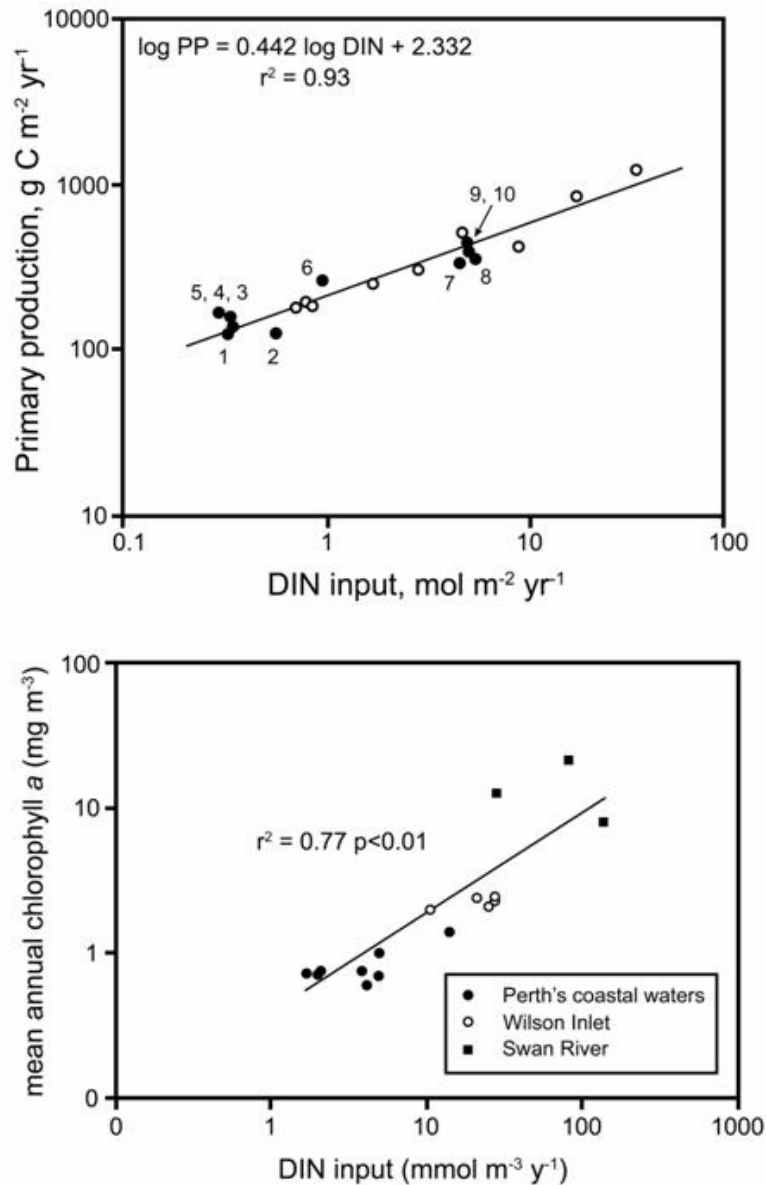 10000
log PP = 0.442 log DIN + 2.332
r² = 0.93
1000
9, 10
6
5, 4, 3
7
8
100
1
2
10
0.1
1
10
100
Primary production, g C m⁻² yr⁻¹
DIN input, mol m⁻² yr⁻¹
100
10
r² = 0.77 p<0.01
1
Perth's coastal waters
Wilson Inlet
Swan River
0
0
1
10
100
1000
mean annual chlorophyll a (mg m⁻³)
DIN input (mmol m⁻³ y⁻¹)